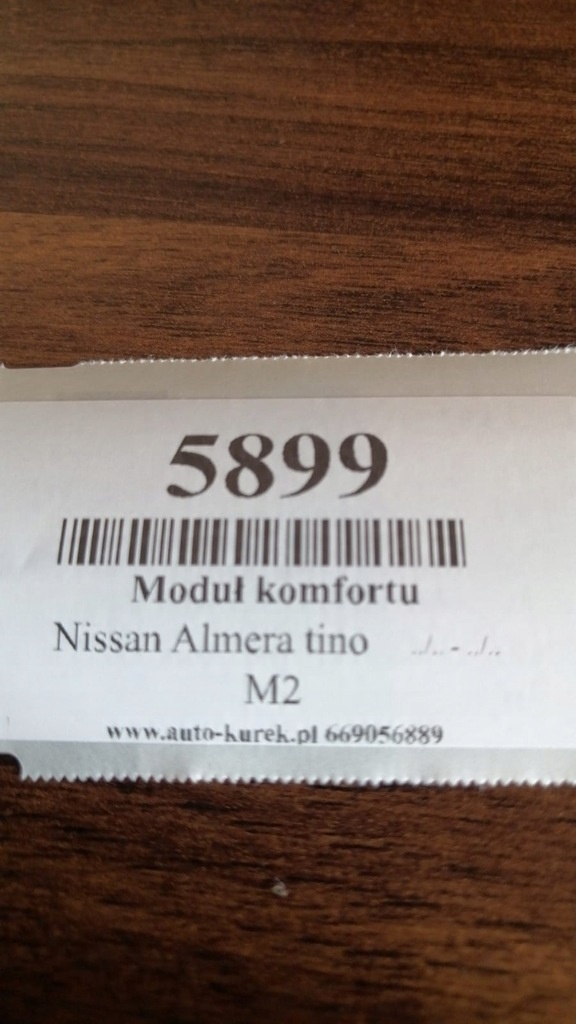 5899
Moduł komfortu
Nissan Almera tino ../.. - ../..
M2
www.auto-kurek.pl 669056889